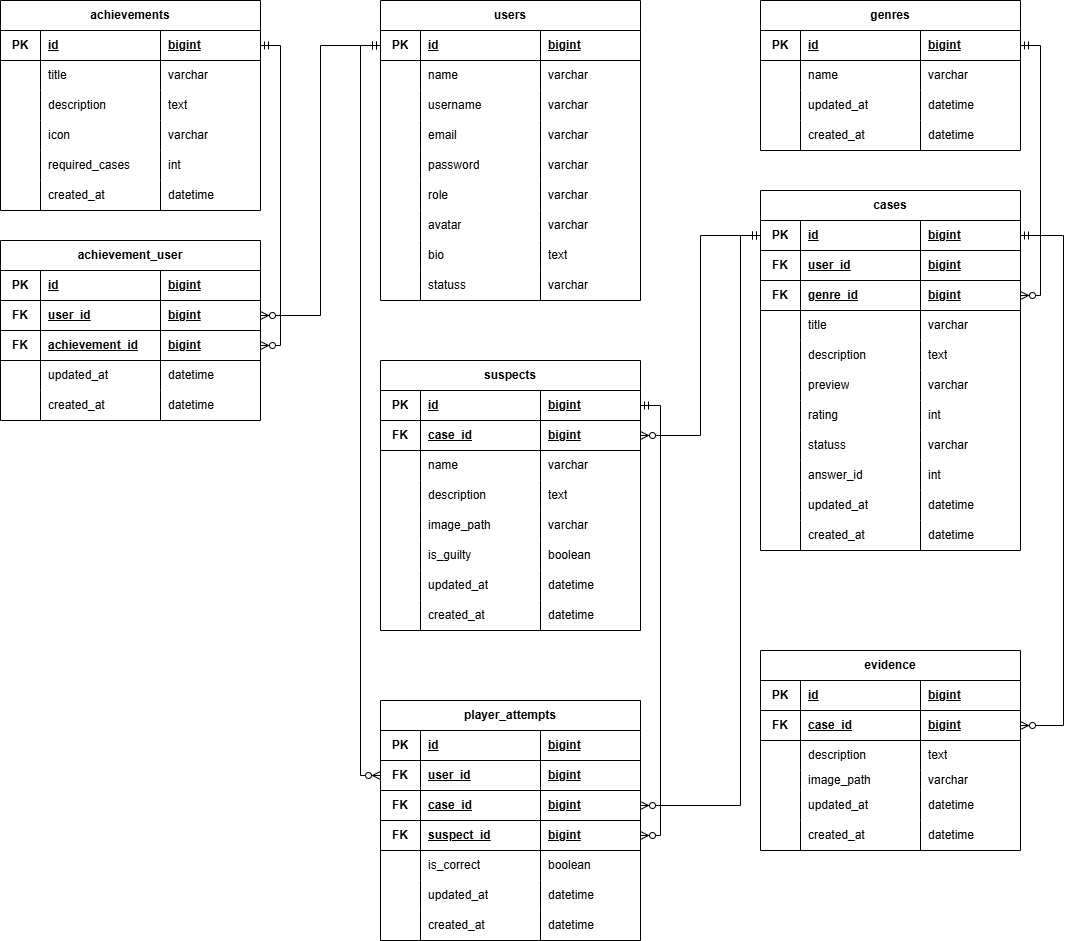 achievements
PK id bigint
title varchar
description text
icon varchar
required_cases int
created_at datetime
achievement_user
PK id bigint
FK user_id bigint
FK achievement_id bigint
updated_at datetime
created_at datetime
users
PK id bigint
name varchar
username varchar
email varchar
password varchar
role varchar
avatar varchar
bio text
statuss varchar
suspects
PK id bigint
FK case_id bigint
name varchar
description text
image_path varchar
is_guilty boolean
updated_at datetime
created_at datetime
player_attempts
PK id bigint
FK user_id bigint
FK case_id bigint
FK suspect_id bigint
is_correct boolean
updated_at datetime
created_at datetime
genres
PK id bigint
name varchar
updated_at datetime
created_at datetime
cases
PK id bigint
FK user_id bigint
FK genre_id bigint
title varchar
description text
preview varchar
rating int
statuss varchar
answer_id int
updated_at datetime
created_at datetime
evidence
PK id bigint
FK case_id bigint
description text
image_path varchar
updated_at datetime
created_at datetime